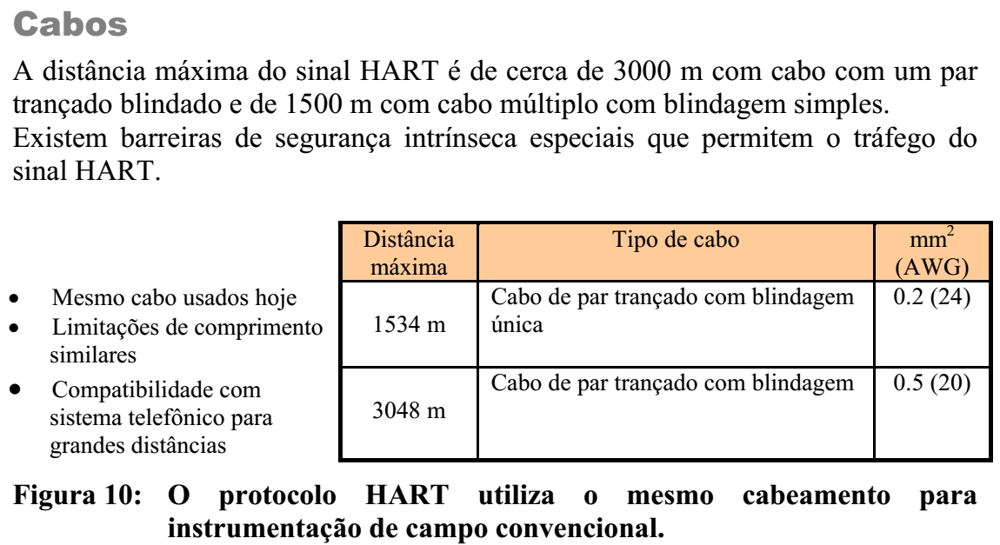 Cabos
A distância máxima do sinal HART é de cerca de 3000 m com cabo com um par
trançado blindado e de 1500 m com cabo múltiplo com blindagem simples.
Existem barreiras de segurança intrínseca especiais que permitem o tráfego do
sinal HART.
• Mesmo cabo usados hoje
• Limitações de comprimento
similares
• Compatibilidade com
sistema telefônico para
grandes distâncias
Distância
máxima
Tipo de cabo
mm²
(AWG)
1534 m
Cabo de par trançado com blindagem
única
0.2 (24)
3048 m
Cabo de par trançado com blindagem
0.5 (20)
Figura 10: O protocolo HART utiliza o mesmo cabeamento para
instrumentação de campo convencional.